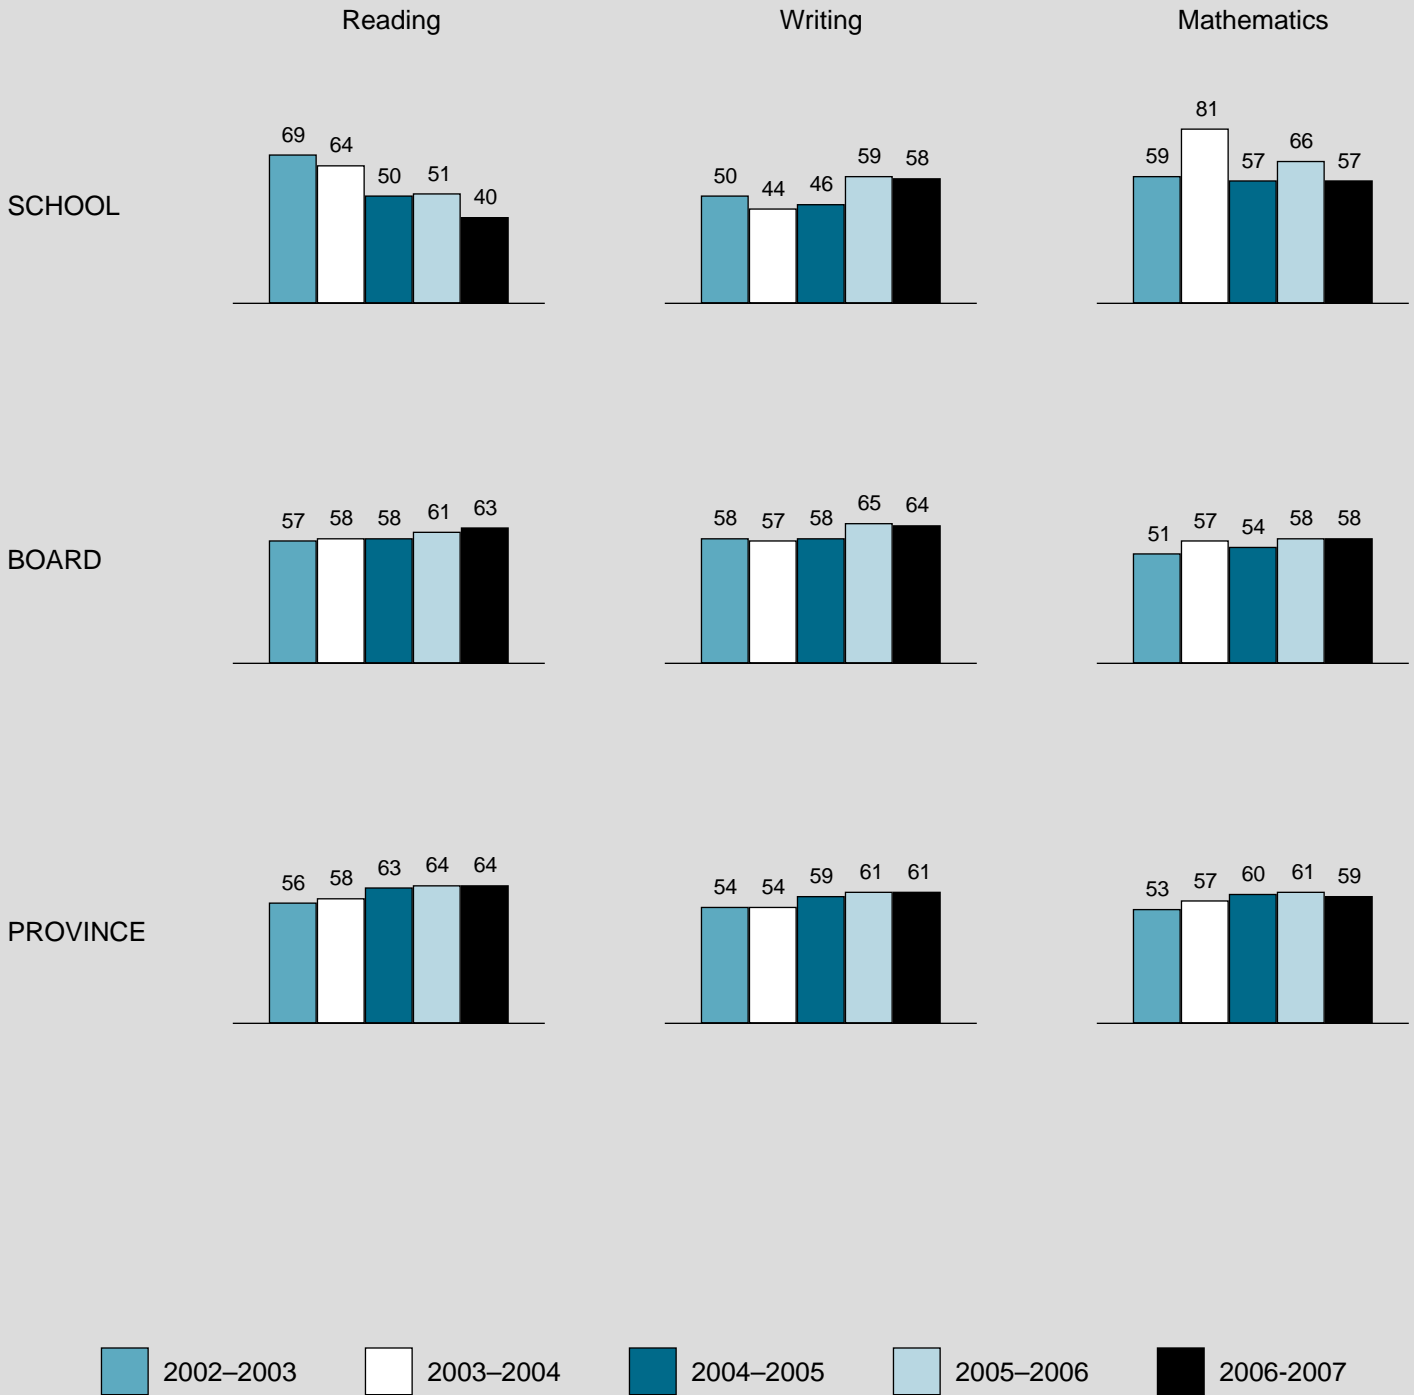 Reading Writing Mathematics
SCHOOL
69 64 50 51 40
50 44 46 59 58
59 81 57 66 57
BOARD
57 58 58 61 63
58 57 58 65 64
51 57 54 58 58
PROVINCE
56 58 63 64 64
54 54 59 61 61
53 57 60 61 59
2002–2003 2003–2004 2004–2005 2005–2006 2006-2007